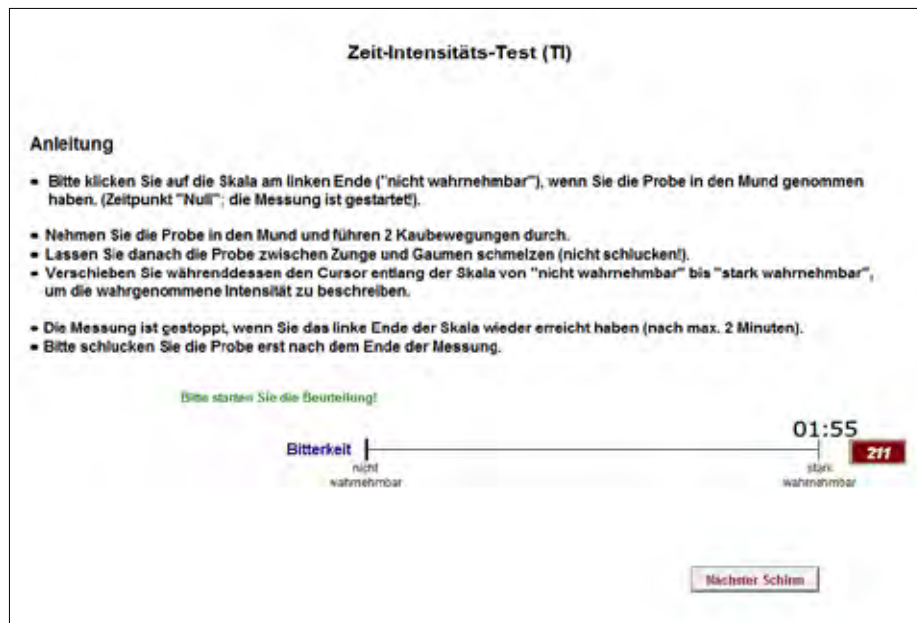 Zeit-Intensitäts-Test (TI)
Anleitung
Bitte klicken Sie auf die Skala am linken Ende ("nicht wahrnehmbar"), wenn Sie die Probe in den Mund genommen
haben. (Zeitpunkt "Null"; die Messung ist gestartet!).
Nehmen Sie die Probe in den Mund und führen 2 Kaubewegungen durch.
Lassen Sie danach die Probe zwischen Zunge und Gaumen schmelzen (nicht schlucken!).
Verschieben Sie währenddessen den Cursor entlang der Skala von "nicht wahrnehmbar" bis "stark wahrnehmbar",
um die wahrgenommene Intensität zu beschreiben.
Die Messung ist gestoppt, wenn Sie das linke Ende der Skala wieder erreicht haben (nach max. 2 Minuten).
Bitte schlucken Sie die Probe erst nach dem Ende der Messung.
Bitte starten Sie die Beurteilung!
01:55
Bitterkeit
211
nicht stark
wahrnehmbar wahrnehmbar
Nächster Schirm